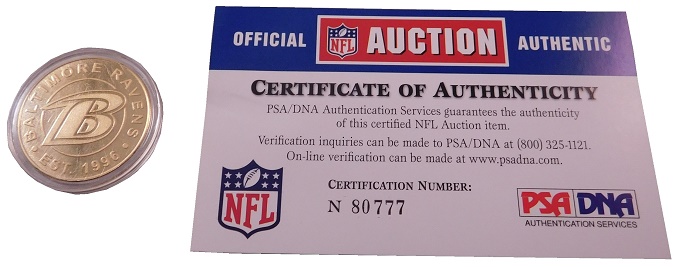 BALTIMORE RAVENS
B
EST. 1996
OFFICIAL NFL AUCTION AUTHENTIC
CERTIFICATE OF AUTHENTICITY
PSA/DNA Authentication Services guarantees the authenticity
of this certified NFL Auction item.
Verification inquiries can be made to PSA/DNA at (800) 325-1121.
On-line verification can be made at www.psadna.com.
NFL
CERTIFICATION NUMBER:
N 80777
PSA DNA
AUTHENTICATION SERVICES